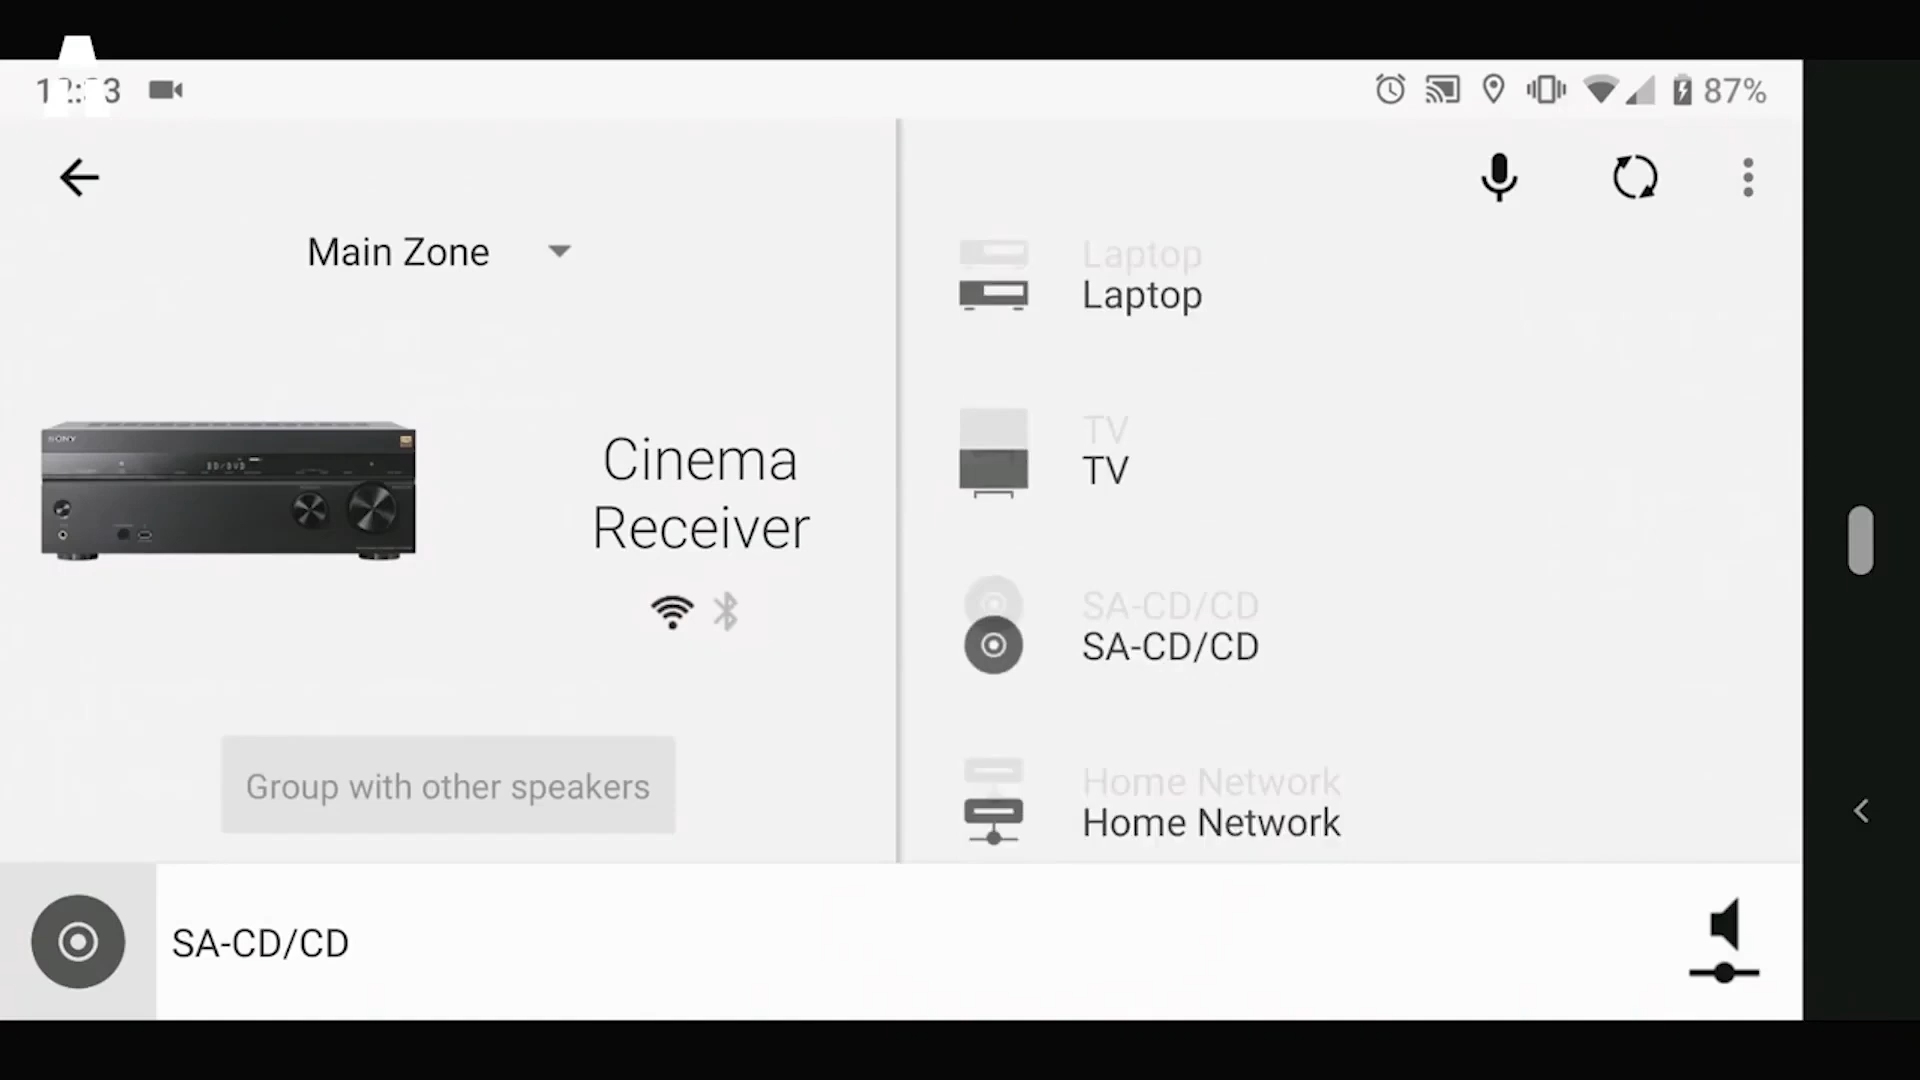 87%
Main Zone
SONY
Cinema
Receiver
Group with other speakers
Laptop
Laptop
TV
TV
SA-CD/CD
SA-CD/CD
Home Network
Home Network
SA-CD/CD